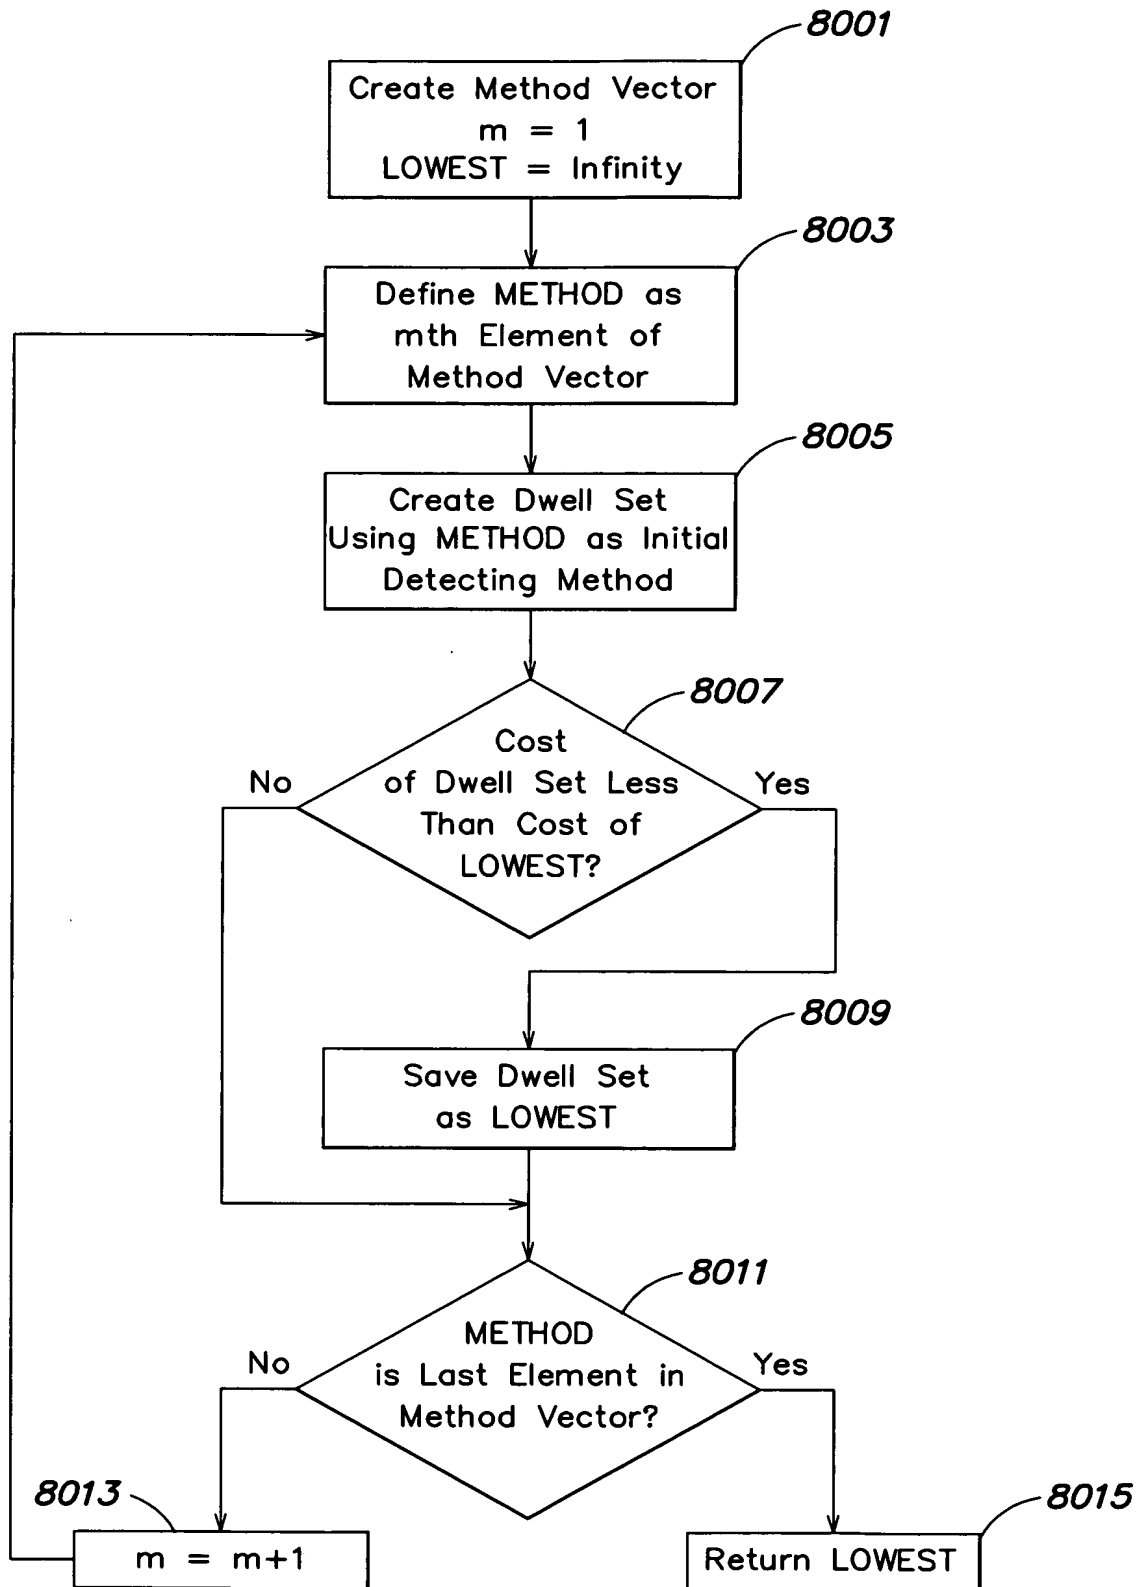 8001
Create Method Vector
m = 1
LOWEST = Infinity
8003
Define METHOD as
mth Element of
Method Vector
8005
Create Dwell Set
Using METHOD as Initial
Detecting Method
8007
Cost
of Dwell Set Less
Than Cost of
LOWEST?
No
Yes
8009
Save Dwell Set
as LOWEST
8011
METHOD
is Last Element in
Method Vector?
No
Yes
8013
m = m+1
8015
Return LOWEST